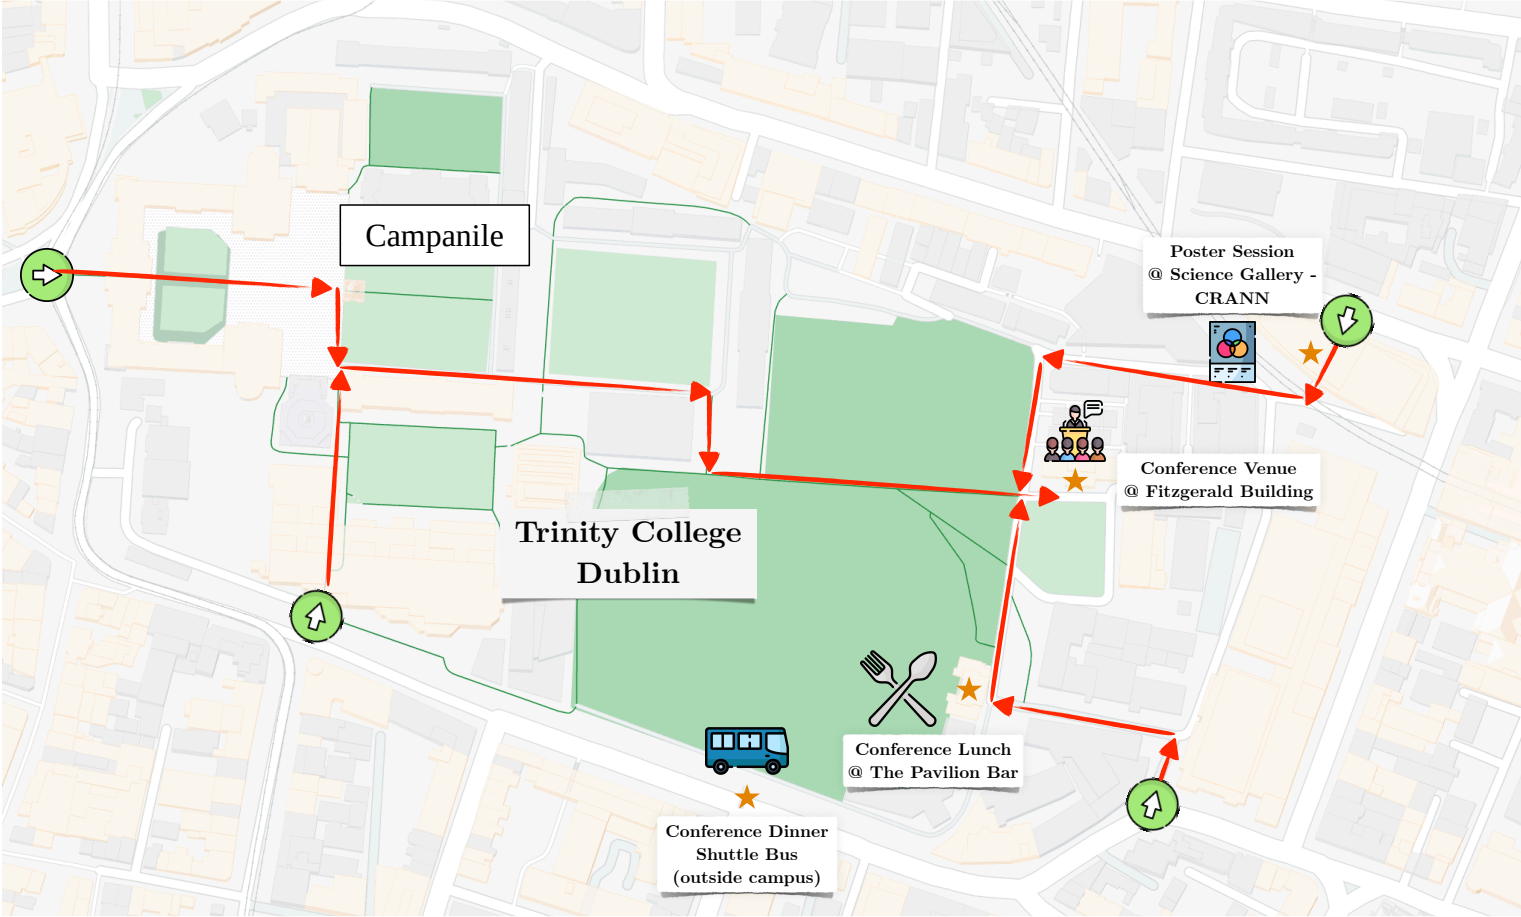 Campanile
Poster Session
@ Science Gallery -
CRANN
Conference Venue
@ Fitzgerald Building
Trinity College
Dublin
Conference Lunch
@ The Pavilion Bar
Conference Dinner
Shuttle Bus
(outside campus)